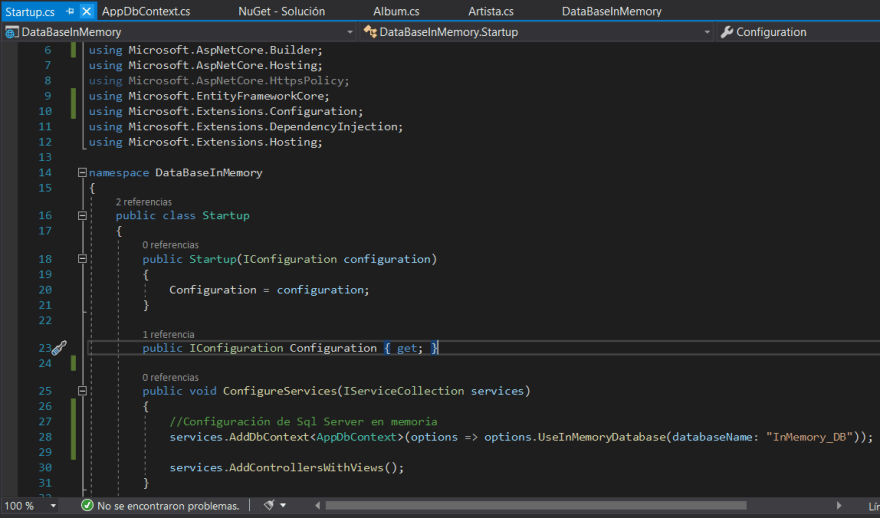 Startup.cs AppDbContext.cs NuGet - Solución Album.cs Artista.cs DataBaseInMemory
DataBaseInMemory DataBaseInMemory.Startup Configuration
6 using Microsoft.AspNetCore.Builder;
7 using Microsoft.AspNetCore.Hosting;
8 using Microsoft.AspNetCore.HttpsPolicy;
9 using Microsoft.EntityFrameworkCore;
10 using Microsoft.Extensions.Configuration;
11 using Microsoft.Extensions.DependencyInjection;
12 using Microsoft.Extensions.Hosting;
13
14 namespace DataBaseInMemory
15 {
2 referencias
16 public class Startup
17 {
0 referencias
18 public Startup(IConfiguration configuration)
19 {
20 Configuration = configuration;
21 }
22
1 referencia
23 public IConfiguration Configuration { get; }
24
0 referencias
25 public void ConfigureServices(IServiceCollection services)
26 {
27 //Configuración de Sql Server en memoria
28 services.AddDbContext<AppDbContext>(options => options.UseInMemoryDatabase(databaseName: "InMemory_DB"));
29
30 services.AddControllersWithViews();
31 }
100 % No se encontraron problemas.